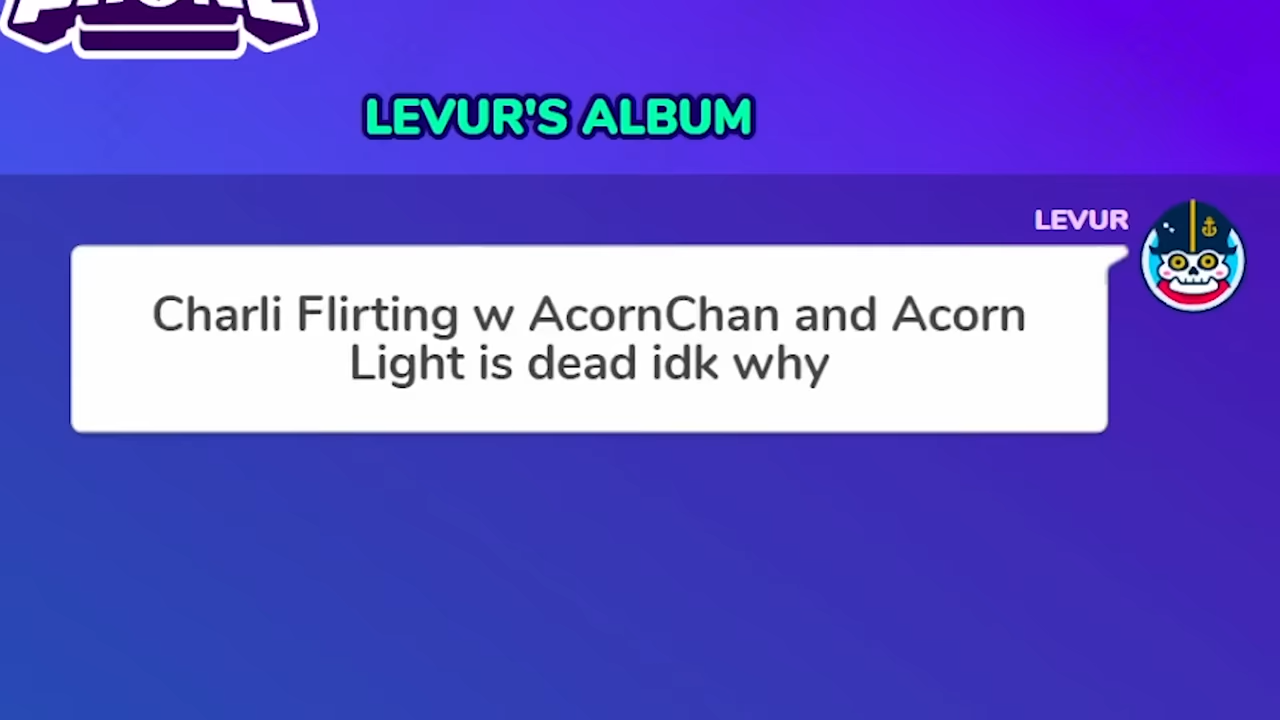 LEVUR'S ALBUM
LEVUR
Charli Flirting w AcornChan and Acorn
Light is dead idk why